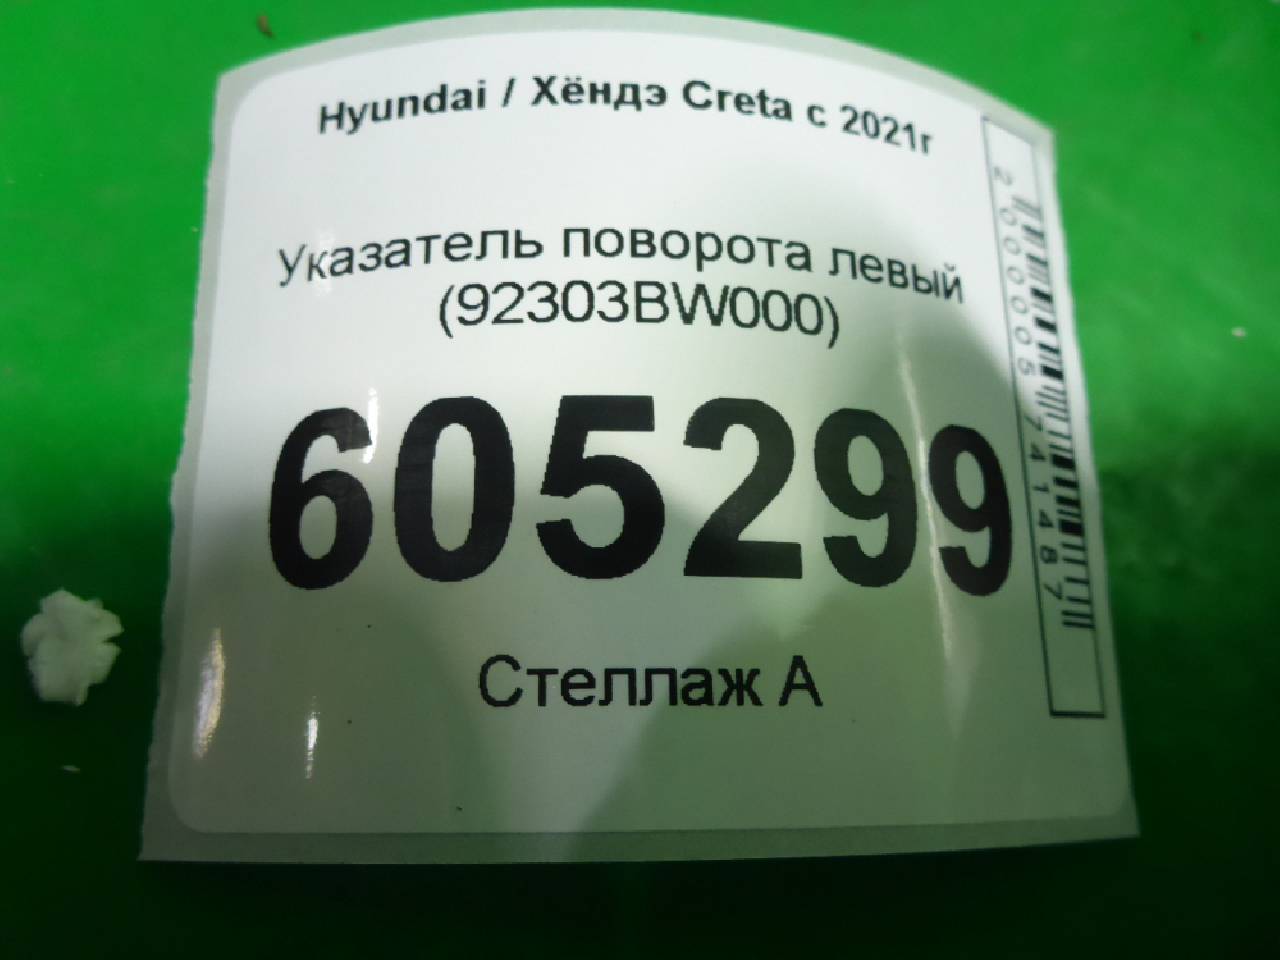 Hyundai / Хёндэ Creta с 2021г
Указатель поворота левый
(92303BW000)
605299
Стеллаж А
2000005741487